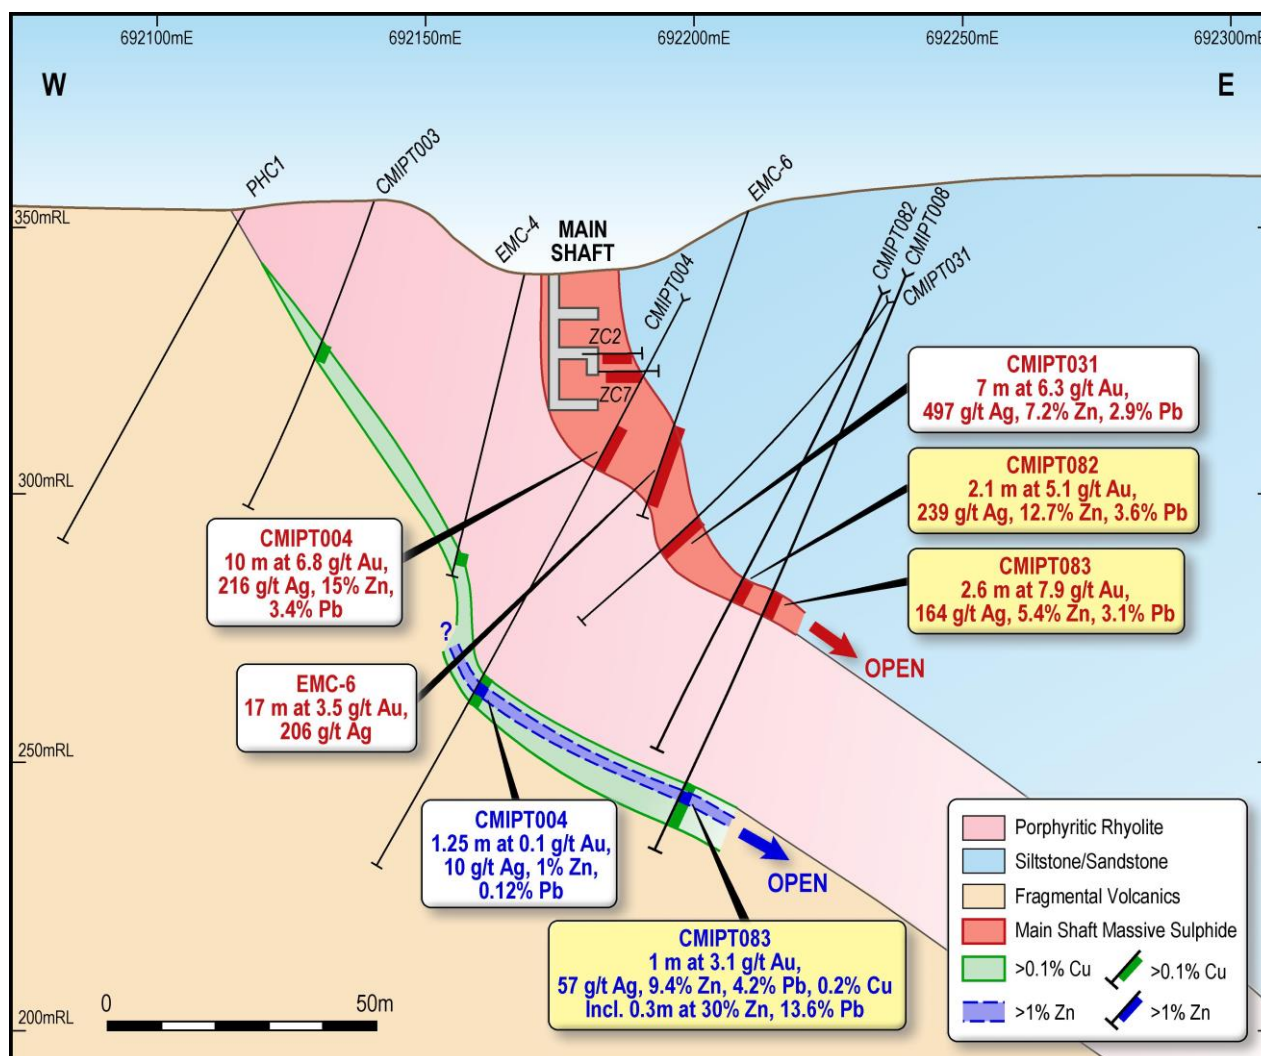 692100mE
692150mE
692200mE
692250mE
692300mE
W
E
PHC1
CMIPT003
EMC-4
MAIN
SHAFT
CMIPT004
EMC-6
CMIPT082
CMIPT008
CMIPT031
350mRL
300mRL
250mRL
200mRL
ZC2
ZC7
CMIPT031
7 m at 6.3 g/t Au,
497 g/t Ag, 7.2% Zn, 2.9% Pb
CMIPT082
2.1 m at 5.1 g/t Au,
239 g/t Ag, 12.7% Zn, 3.6% Pb
CMIPT083
2.6 m at 7.9 g/t Au,
164 g/t Ag, 5.4% Zn, 3.1% Pb
CMIPT004
10 m at 6.8 g/t Au,
216 g/t Ag, 15% Zn,
3.4% Pb
?
OPEN
EMC-6
17 m at 3.5 g/t Au,
206 g/t Ag
CMIPT004
1.25 m at 0.1 g/t Au,
10 g/t Ag, 1% Zn,
0.12% Pb
OPEN
CMIPT083
1 m at 3.1 g/t Au,
57 g/t Ag, 9.4% Zn, 4.2% Pb, 0.2% Cu
Incl. 0.3m at 30% Zn, 13.6% Pb
0
50m
Porphyritic Rhyolite
Siltstone/Sandstone
Fragmental Volcanics
Main Shaft Massive Sulphide
>0.1% Cu
>0.1% Cu
>1% Zn
>1% Zn